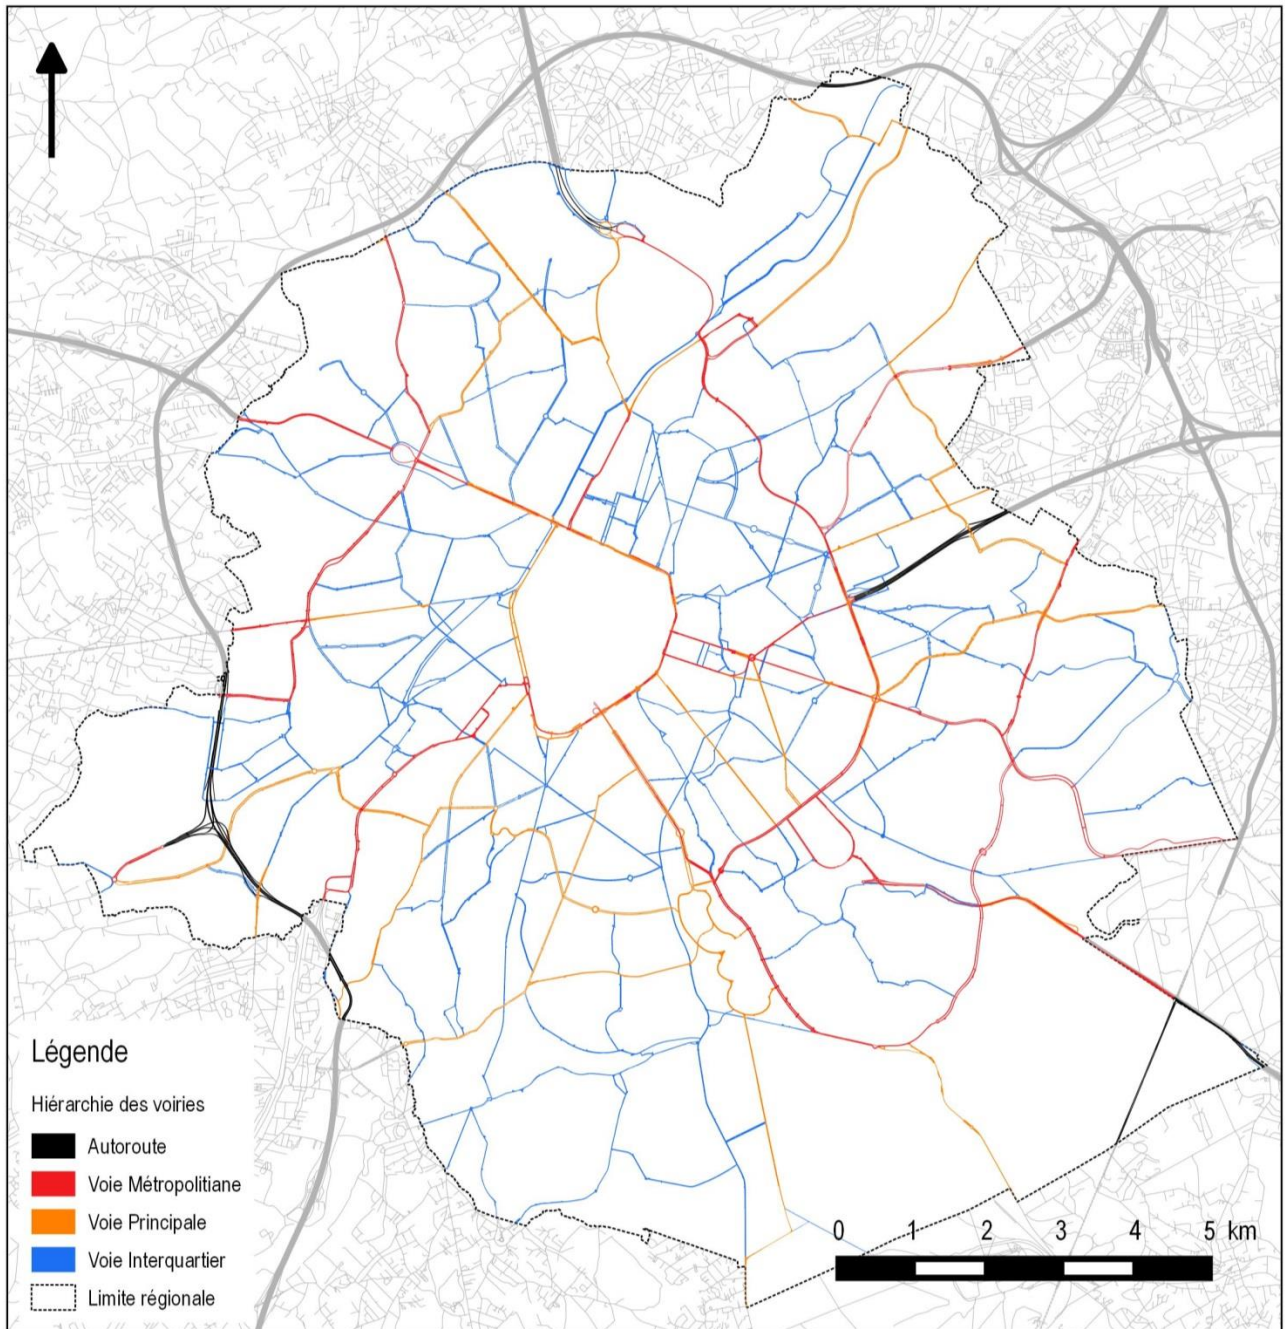 Légende
Hiérarchie des voiries
Autoroute
Voie Métropolitiane
Voie Principale
Voie Interquartier
Limite régionale
0 1 2 3 4 5 km